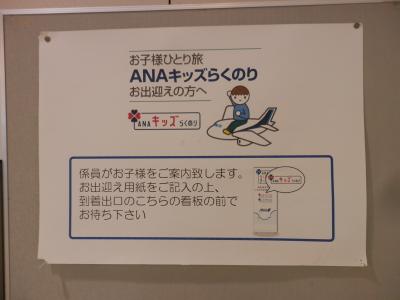 お子様ひとり旅
ANAキッズらくのり
お出迎えの方へ
ANAキッズらくのり
係員がお子様をご案内致します。
お出迎え用紙をご記入の上、
到着出口のこちらの看板の前で
お待ち下さい